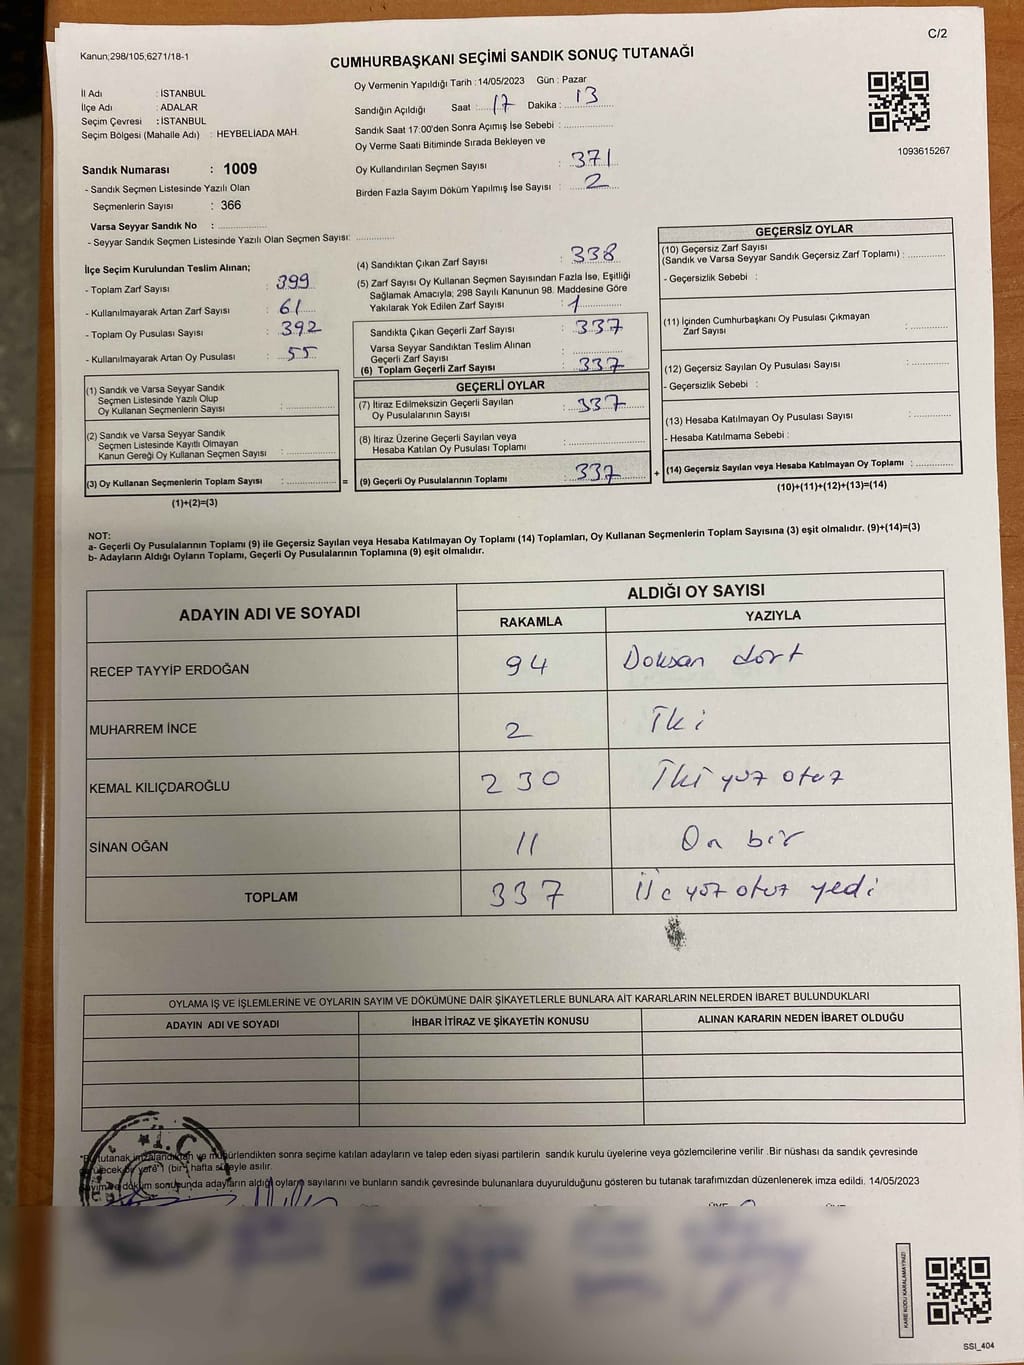 C/2
Kanun;298/105,6271/18-1
CUMHURBAŞKANI SEÇİMİ SANDIK SONUÇ TUTANAĞI
Oy Vermenin Yapıldığı Tarih : 14/05/2023 Gün : Pazar
İl Adı : İSTANBUL
İlçe Adı : ADALAR
Seçim Çevresi : İSTANBUL
Seçim Bölgesi (Mahalle Adı) : HEYBELİADA MAH.
Sandığın Açıldığı Saat : 17 Dakika : 13
Sandık Saat 17:00'den Sonra Açımış İse Sebebi :
Oy Verme Saati Bitiminde Sırada Bekleyen ve
Oy Kullandırılan Seçmen Sayısı : 371
Birden Fazla Sayım Döküm Yapılmış İse Sayısı : 2
1093615267
Sandık Numarası : 1009
- Sandık Seçmen Listesinde Yazılı Olan
Seçmenlerin Sayısı : 366
Varsa Seyyar Sandık No :
- Seyyar Sandık Seçmen Listesinde Yazılı Olan Seçmen Sayısı:
İlçe Seçim Kurulundan Teslim Alınan;
- Toplam Zarf Sayısı : 399
- Kullanılmayarak Artan Zarf Sayısı : 61
- Toplam Oy Pusulası Sayısı : 392
- Kullanılmayarak Artan Oy Pusulası : 55
(1) Sandık ve Varsa Seyyar Sandık
Seçmen Listesinde Yazılı Olup
Oy Kullanan Seçmenlerin Sayısı :
(2) Sandık ve Varsa Seyyar Sandık
Seçmen Listesinde Kayıtlı Olmayan
Kanun Gereği Oy Kullanan Seçmen Sayısı :
(3) Oy Kullanan Seçmenlerin Toplam Sayısı : =
(1)+(2)=(3)
(4) Sandıktan Çıkan Zarf Sayısı : 338
(5) Zarf Sayısı Oy Kullanan Seçmen Sayısından Fazla İse, Eşitliği
Sağlamak Amacıyla; 298 Sayılı Kanunun 98. Maddesine Göre
Yakılarak Yok Edilen Zarf Sayısı : 1
Sandıkta Çıkan Geçerli Zarf Sayısı : 337
Varsa Seyyar Sandıktan Teslim Alınan
Geçerli Zarf Sayısı :
(6) Toplam Geçerli Zarf Sayısı : 337
GEÇERLİ OYLAR
(7) İtiraz Edilmeksizin Geçerli Sayılan
Oy Pusulalarının Sayısı : 337
(8) İtiraz Üzerine Geçerli Sayılan veya
Hesaba Katılan Oy Pusulası Toplamı :
(9) Geçerli Oy Pusulalarının Toplamı : 337 +
GEÇERSİZ OYLAR
(10) Geçersiz Zarf Sayısı
(Sandık ve Varsa Seyyar Sandık Geçersiz Zarf Toplamı) :
- Geçersizlik Sebebi :
(11) İçinden Cumhurbaşkanı Oy Pusulası Çıkmayan
Zarf Sayısı :
(12) Geçersiz Sayılan Oy Pusulası Sayısı :
- Geçersizlik Sebebi :
(13) Hesaba Katılmayan Oy Pusulası Sayısı :
- Hesaba Katılmama Sebebi :
(14) Geçersiz Sayılan veya Hesaba Katılmayan Oy Toplamı :
(10)+(11)+(12)+(13)=(14)
NOT:
a- Geçerli Oy Pusulalarının Toplamı (9) ile Geçersiz Sayılan veya Hesaba Katılmayan Oy Toplamı (14) Toplamları, Oy Kullanan Seçmenlerin Toplam Sayısına (3) eşit olmalıdır. (9)+(14)=(3)
b- Adayların Aldığı Oyların Toplamı, Geçerli Oy Pusulalarının Toplamına (9) eşit olmalıdır.
ADAYIN ADI VE SOYADI
ALDIĞI OY SAYISI
RAKAMLA YAZIYLA
RECEP TAYYİP ERDOĞAN 94 Doksan dört
MUHARREM İNCE 2 İki
KEMAL KILIÇDAROĞLU 230 İki yüz otuz
SİNAN OĞAN 11 On bir
TOPLAM 337 Üç yüz otuz yedi
OYLAMA İŞ VE İŞLEMLERİNE VE OYLARIN SAYIM VE DÖKÜMÜNE DAİR ŞİKAYETLERLE BUNLARA AİT KARARLARIN NELERDEN İBARET BULUNDUKLARI
ADAYIN ADI VE SOYADI İHBAR İTİRAZ VE ŞİKAYETİN KONUSU ALINAN KARARIN NEDEN İBARET OLDUĞU
tutanak imzalandıktan ve mühürlendikten sonra seçime katılan adayların ve talep eden siyasi partilerin sandık kurulu üyelerine veya gözlemcilerine verilir .Bir nüshası da sandık çevresinde
yere" (bir) hafta süreyle asılır.
döküm sonucunda adayların aldığı oyların sayılarını ve bunların sandık çevresinde bulunanlara duyurulduğunu gösteren bu tutanak tarafımızdan düzenlenerek imza edildi. 14/05/2023
T.C.
KARE KODU KARALAMAYINIZ!
SSI_404